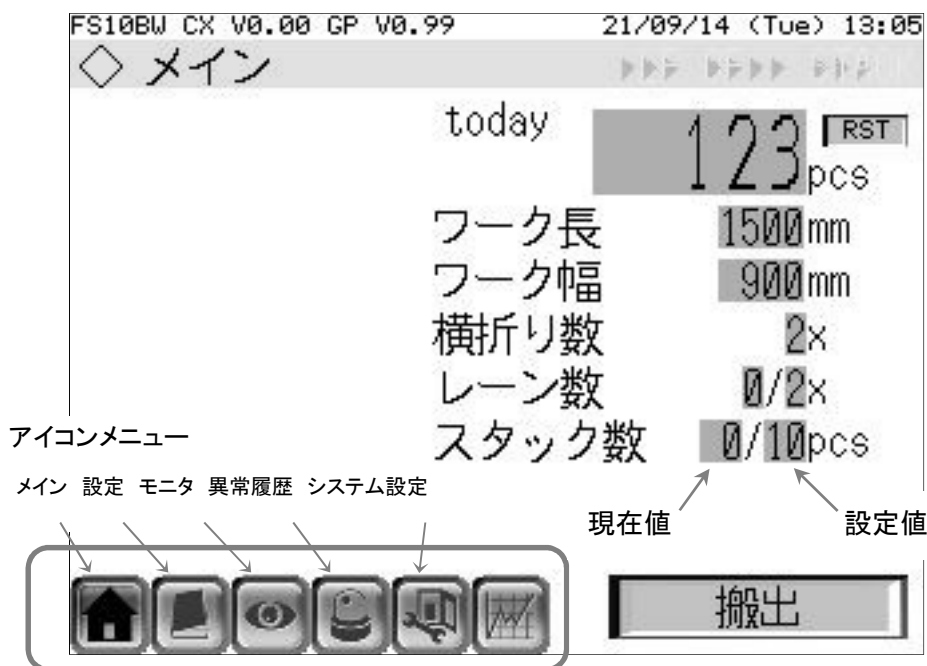 FS10BW CX V0.00 GP V0.99 21/09/14 (Tue) 13:05
◇ メイン
today 123 pcs RST
ワーク長 1500mm
ワーク幅 900mm
横折り数 2x
レーン数 0/2x
アイコンメニュー
スタック数 0/10pcs
メイン 設定 モニタ 異常履歴 システム設定
現在値 設定値
搬出